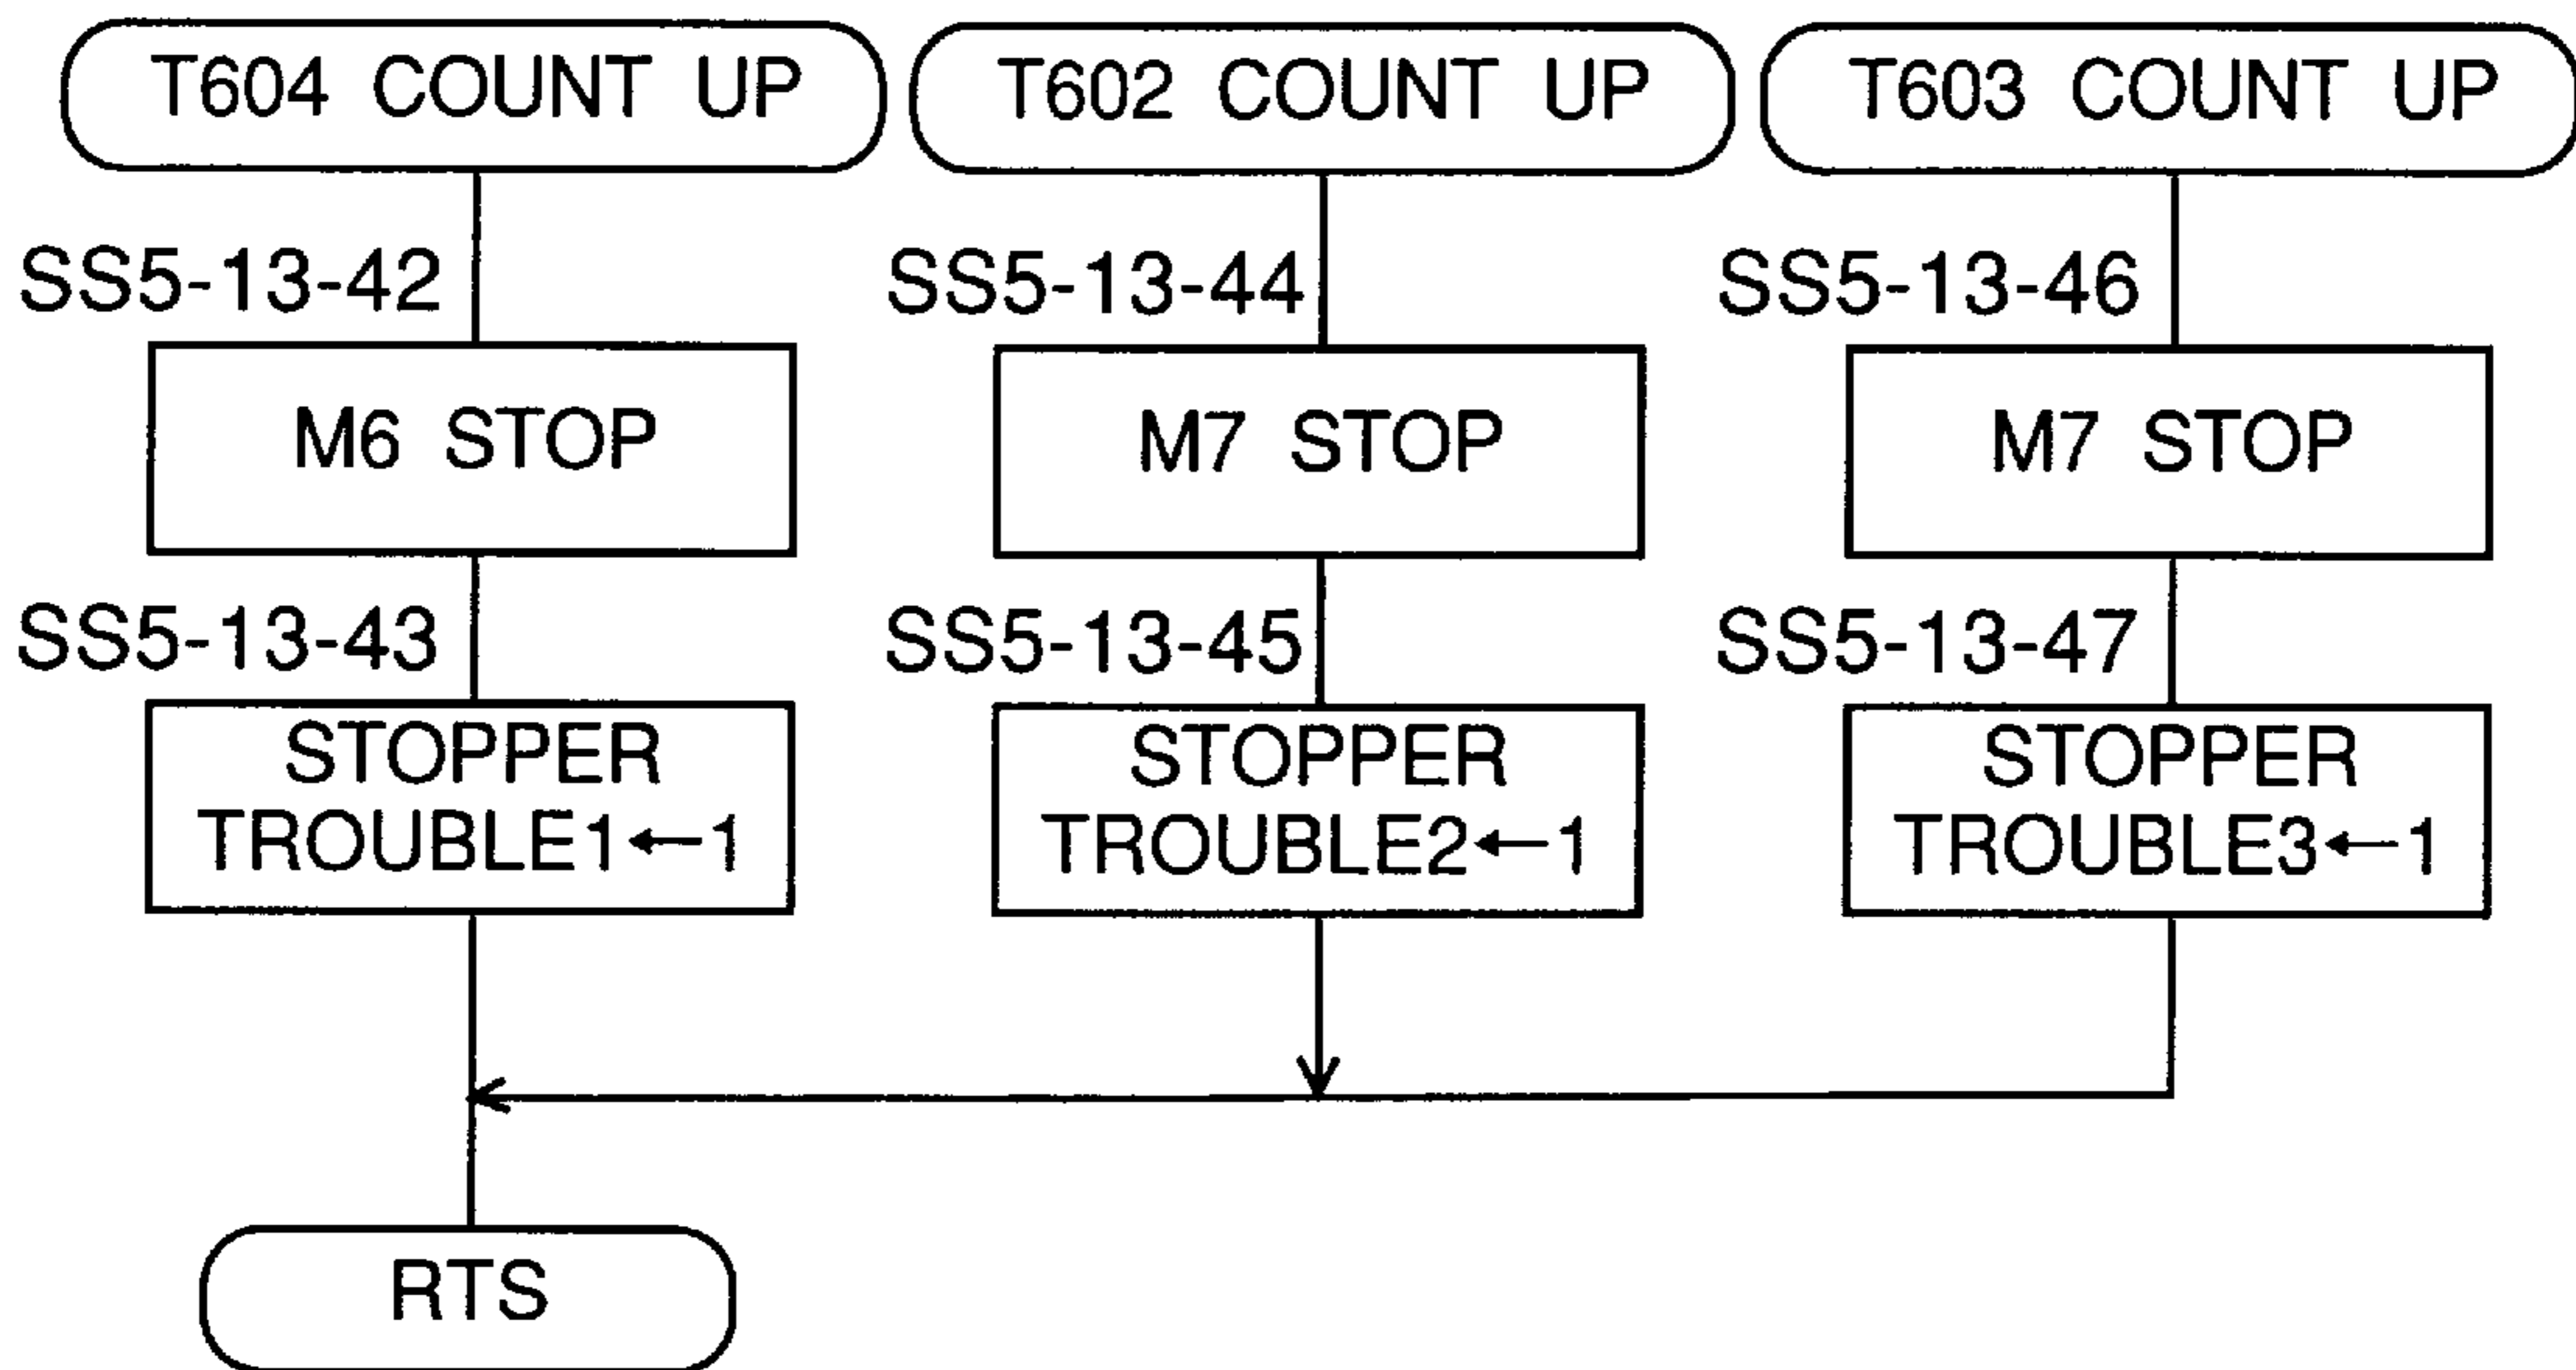 T604 COUNT UP
T602 COUNT UP
T603 COUNT UP
SS5-13-42
SS5-13-44
SS5-13-46
M6 STOP
M7 STOP
M7 STOP
SS5-13-43
SS5-13-45
SS5-13-47
STOPPER
TROUBLE1←1
STOPPER
TROUBLE2←1
STOPPER
TROUBLE3←1
RTS